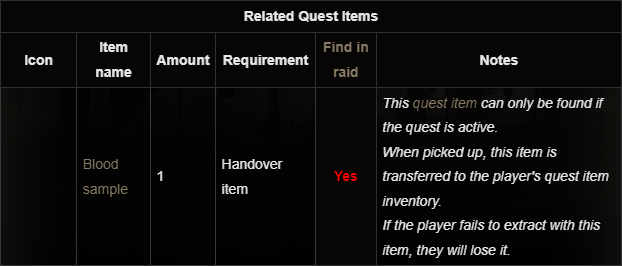 Related Quest Items
Icon
Item name
Amount
Requirement
Find in raid
Notes
Blood sample
1
Handover item
Yes
This quest item can only be found if
the quest is active.
When picked up, this item is
transferred to the player's quest item
inventory.
If the player fails to extract with this
item, they will lose it.